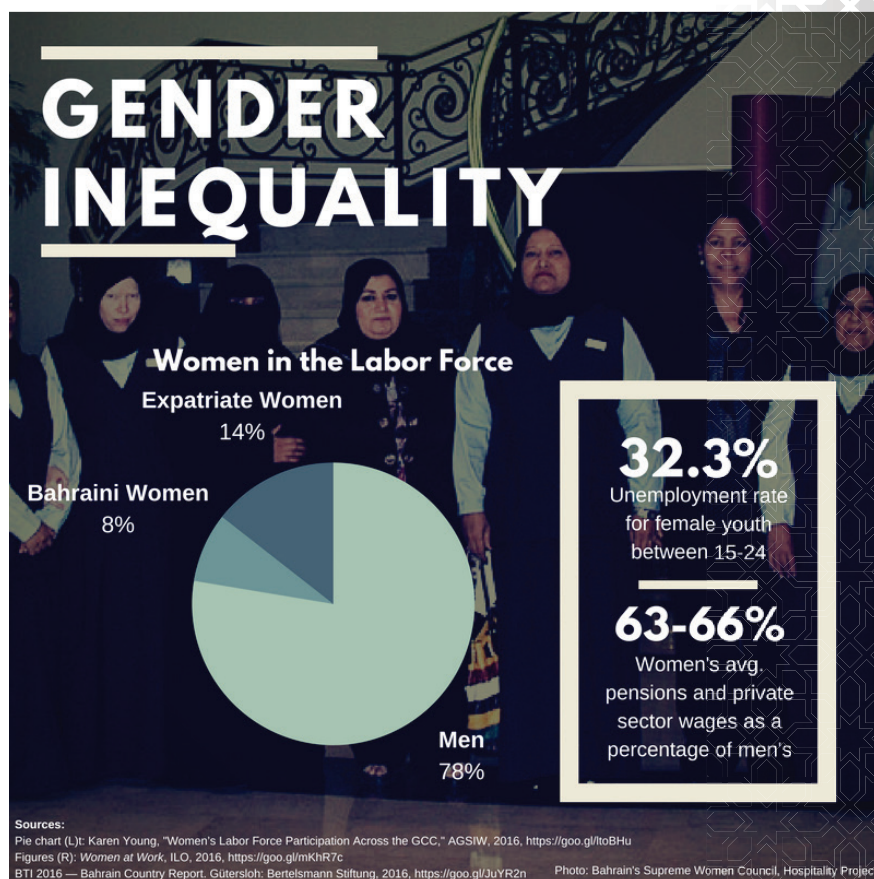 GENDER
INEQUALITY
Women in the Labor Force
Expatriate Women
14%
Bahraini Women
8%
Men
78%
32.3%
Unemployment rate
for female youth
between 15-24
63-66%
Women's avg.
pensions and private
sector wages as a
percentage of men's
Sources:
Pie chart (L)t: Karen Young, "Women's Labor Force Participation Across the GCC," AGSIW, 2016, https://goo.gl/ltoBHu
Figures (R): Women at Work, ILO, 2016, https://goo.gl/mKhR7c
BTI 2016 — Bahrain Country Report. Gütersloh: Bertelsmann Stiftung, 2016, https://goo.gl/JuYR2n
Photo: Bahrain's Supreme Women Council, Hospitality Projec